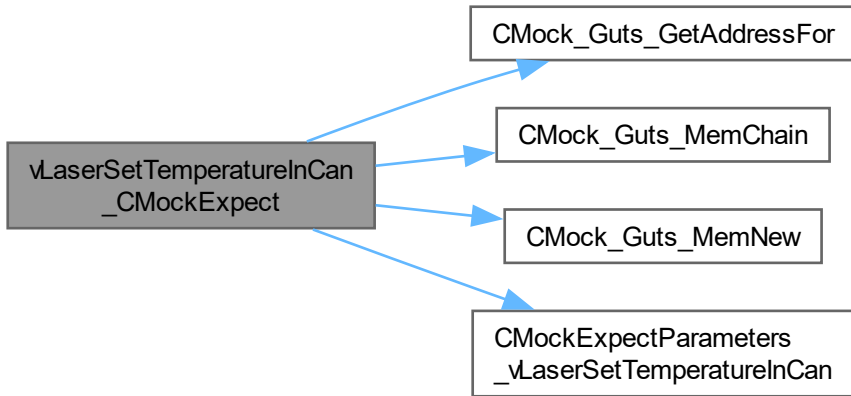 vLaserSetTemperatureInCan
_CMockExpect
CMock_Guts_GetAddressFor
CMock_Guts_MemChain
CMock_Guts_MemNew
CMockExpectParameters
_vLaserSetTemperatureInCan